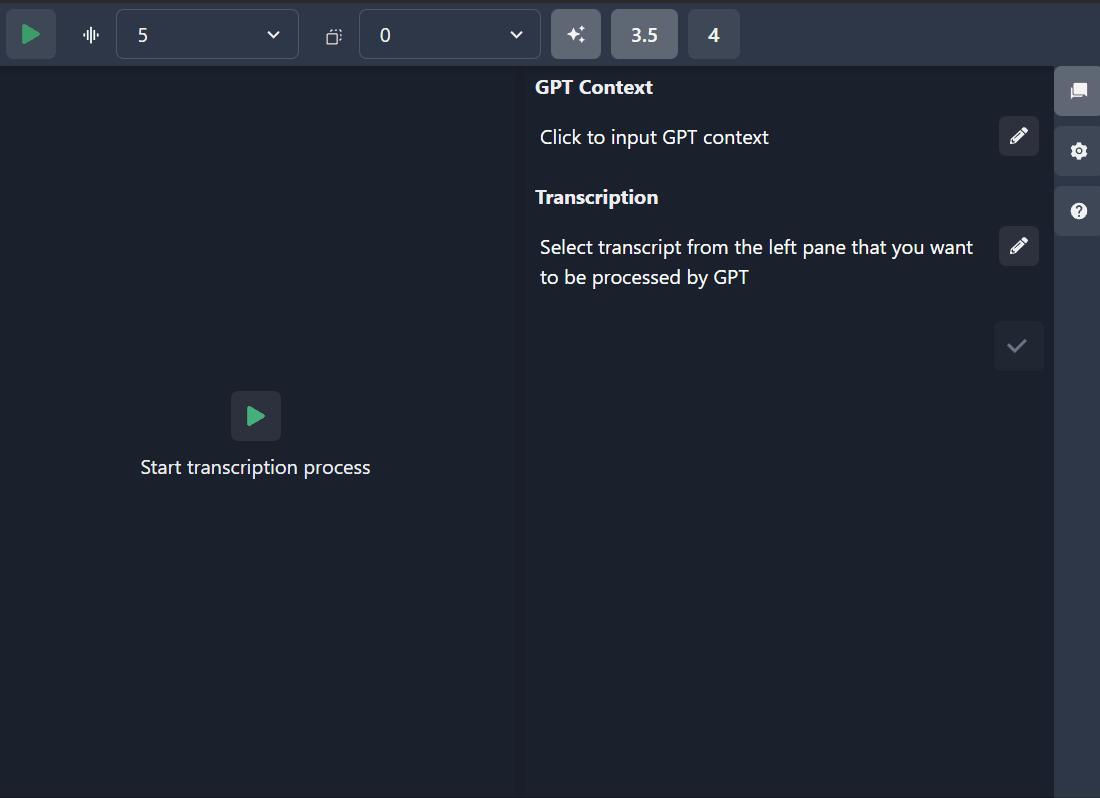 5
0
3.5
4
GPT Context
Click to input GPT context
Transcription
Select transcript from the left pane that you want
to be processed by GPT
Start transcription process